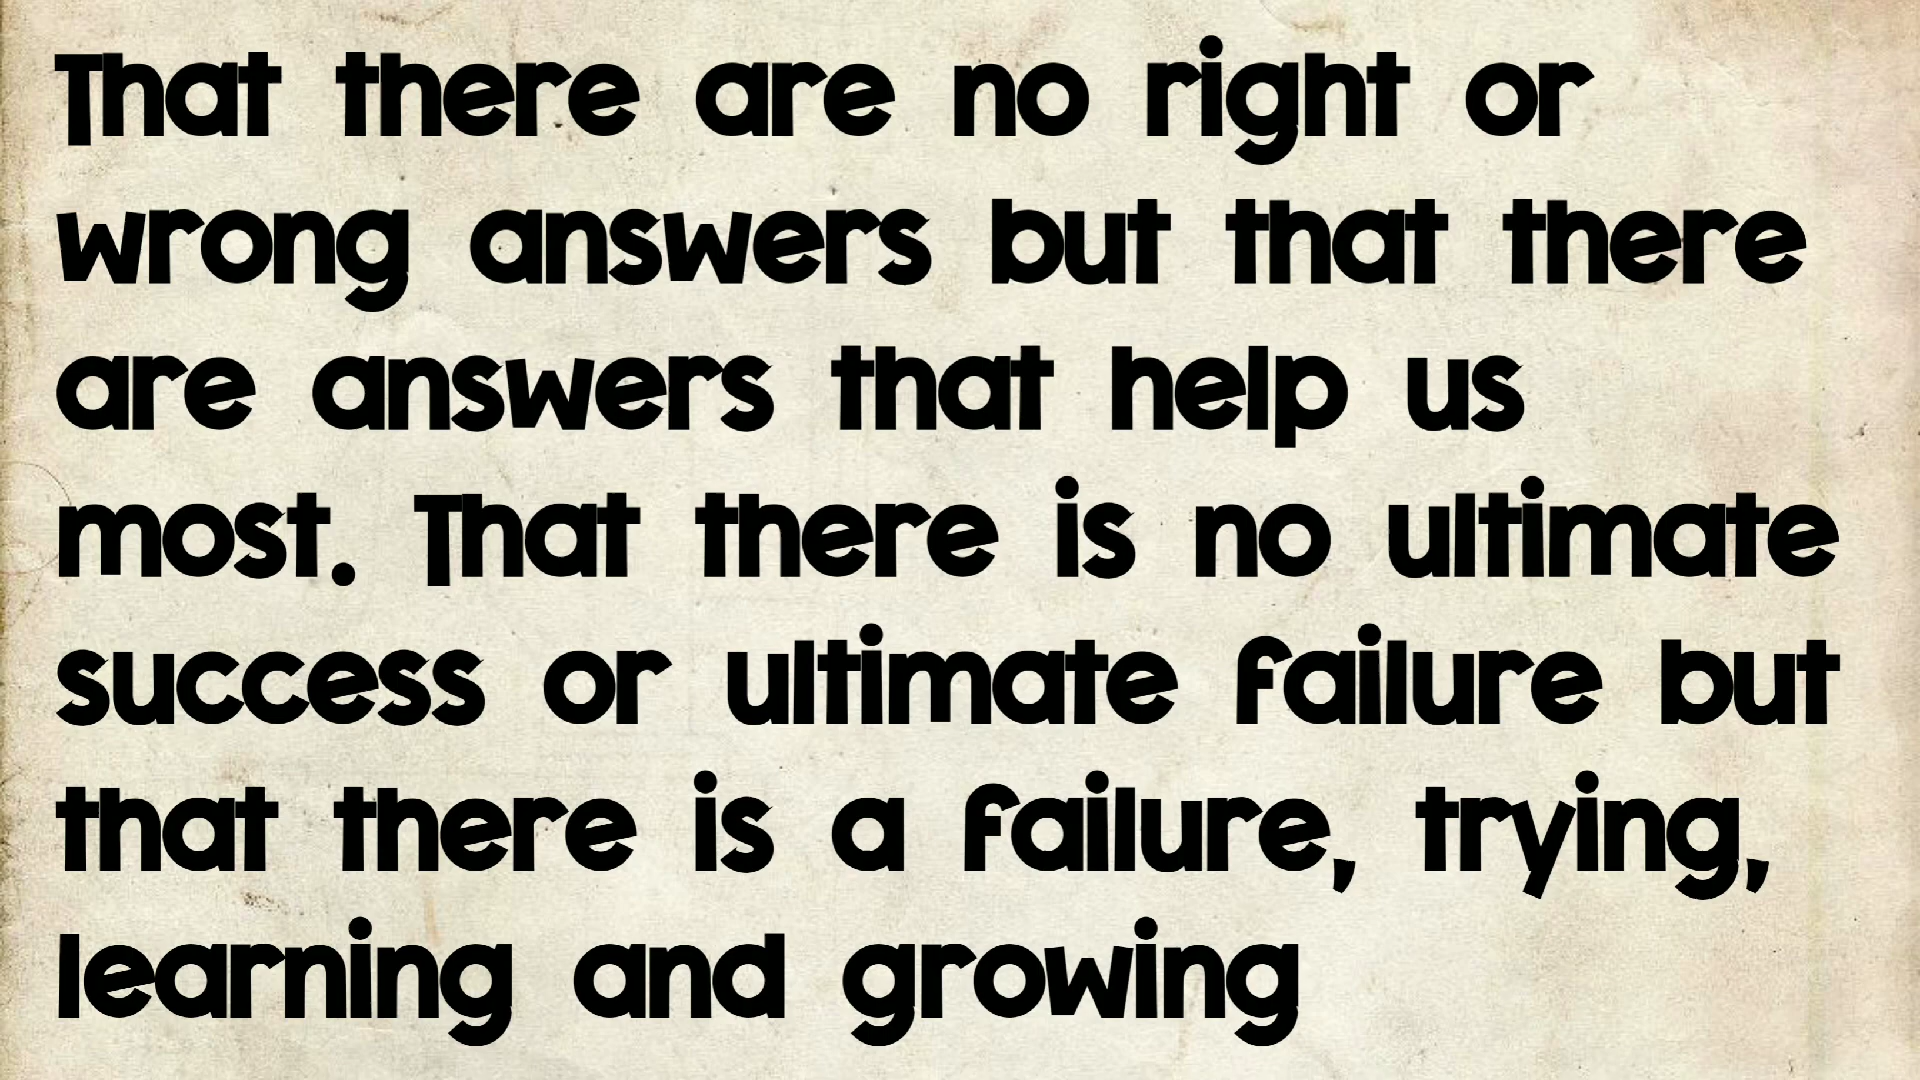 That there are no right or
wrong answers but that there
are answers that help us
most. That there is no ultimate
success or ultimate failure but
that there is a failure, trying,
learning and growing